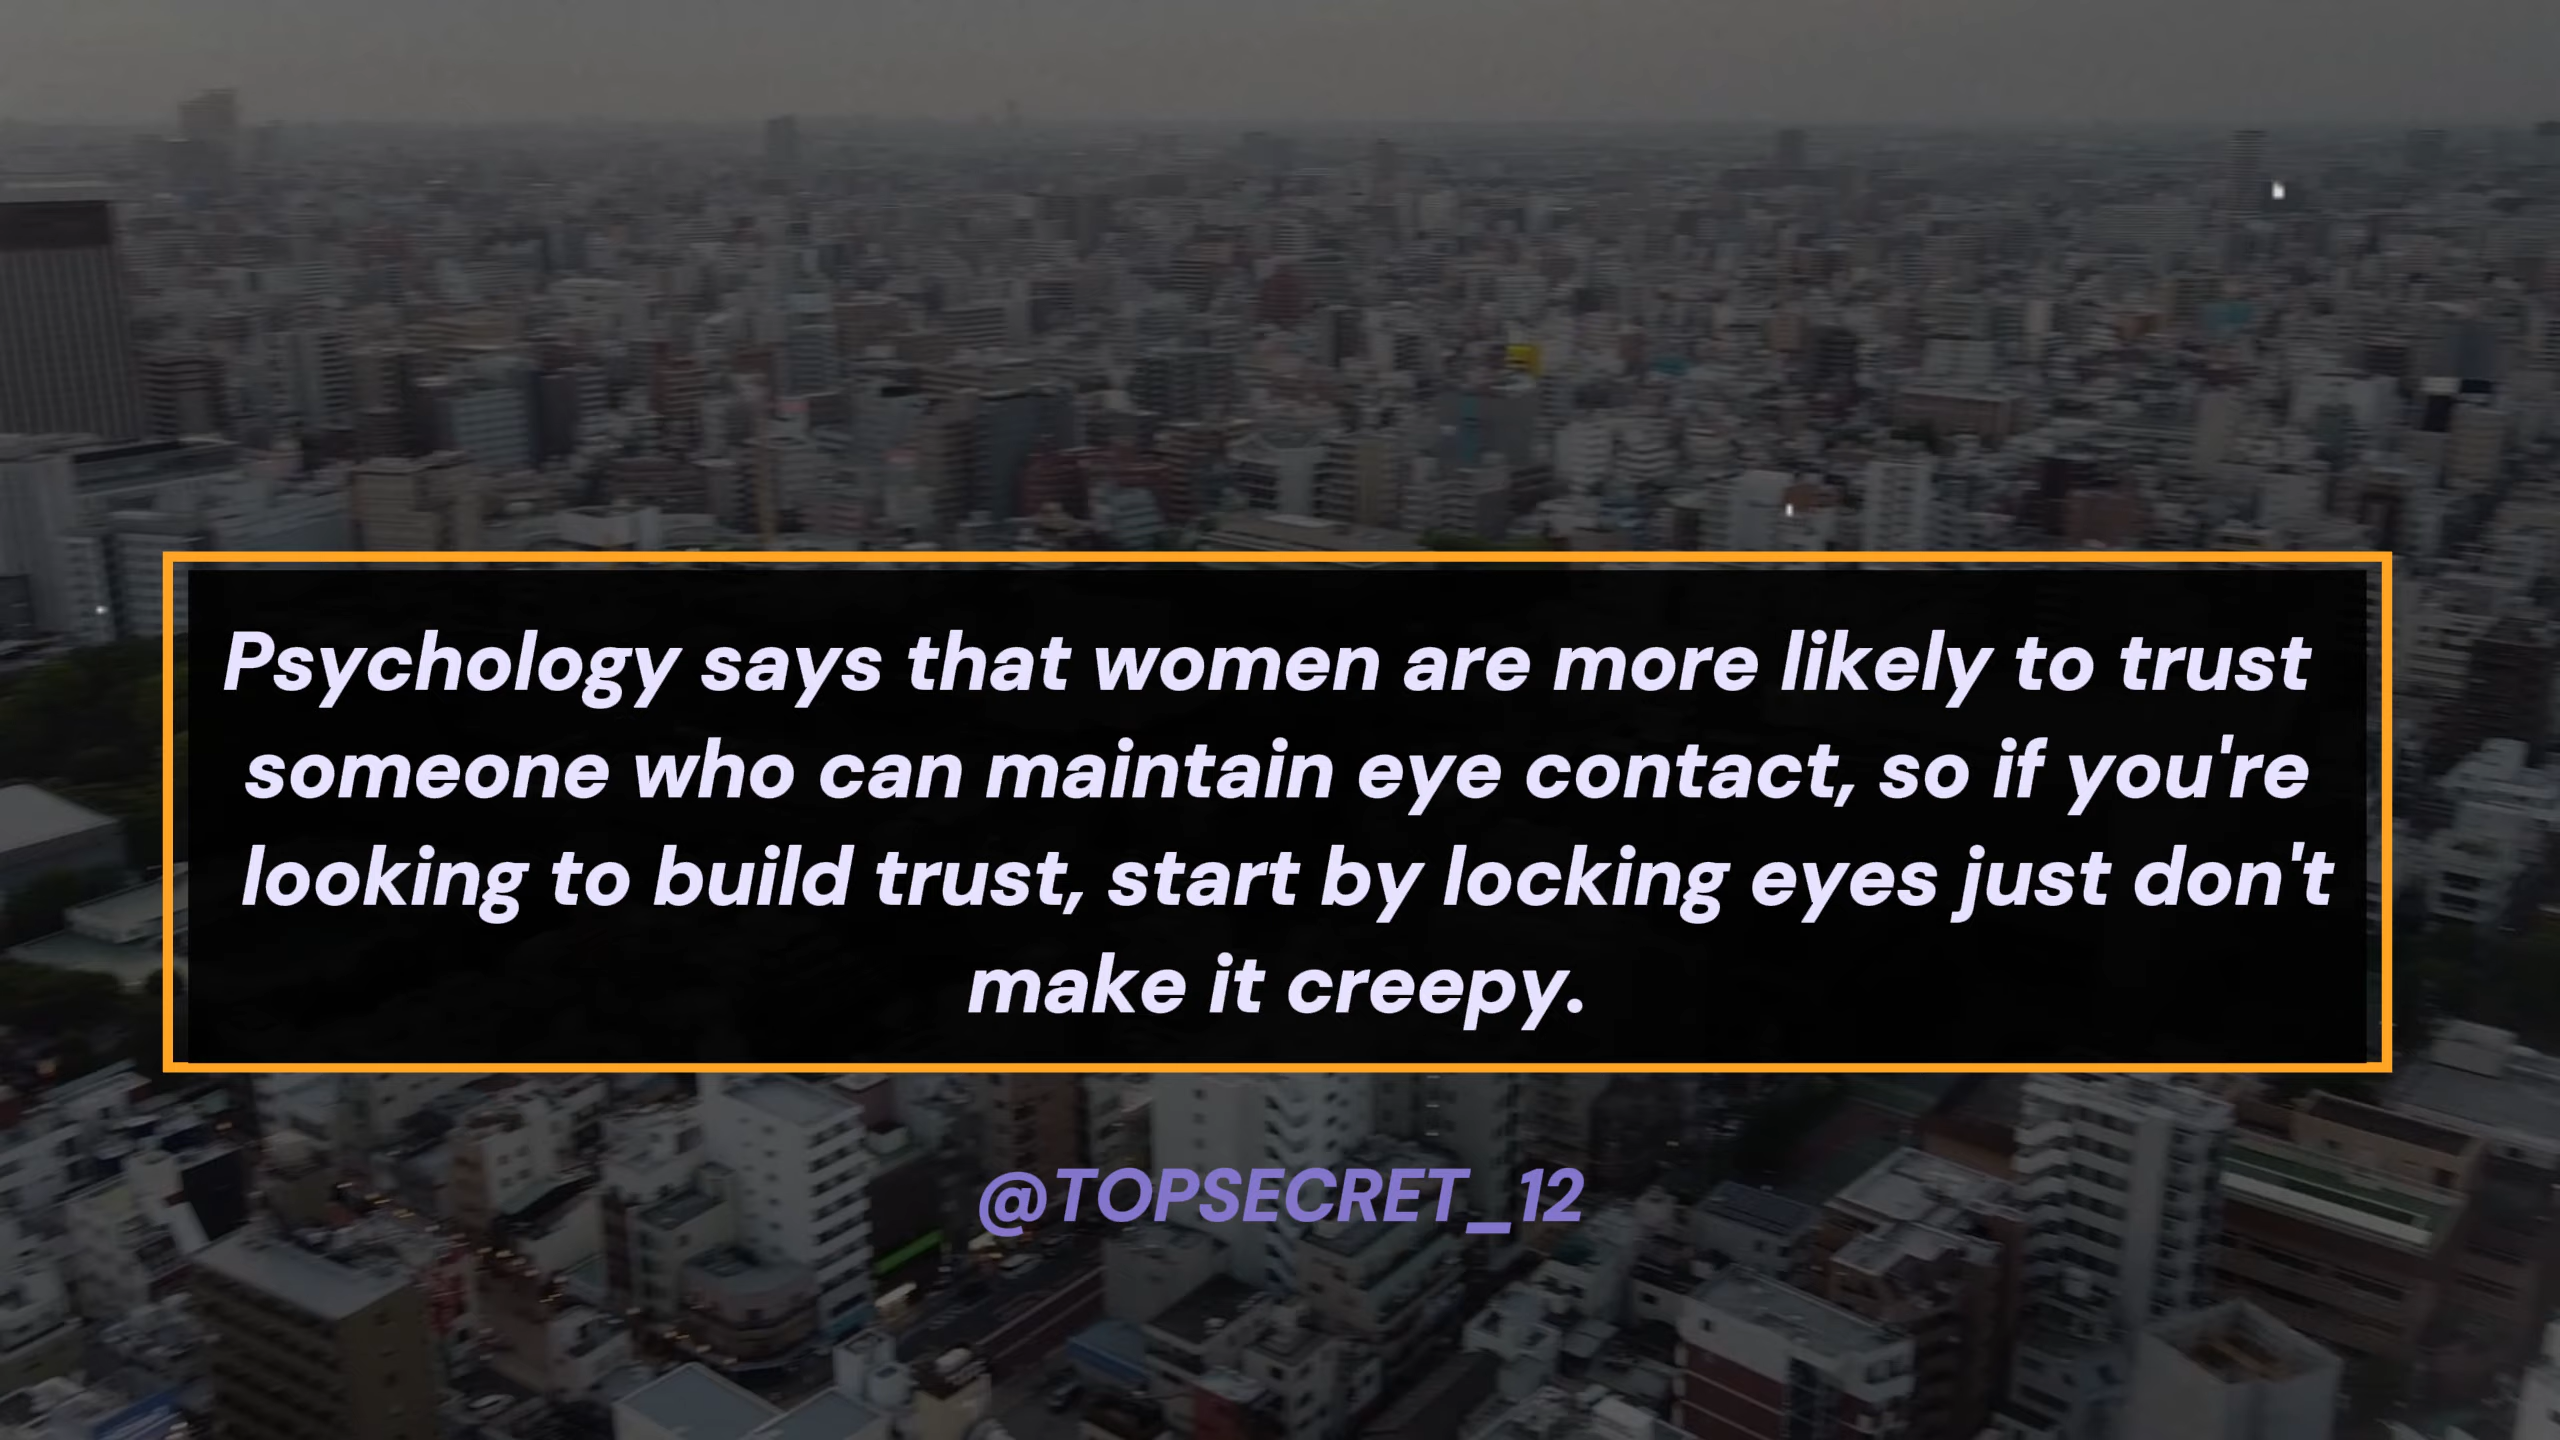 Psychology says that women are more likely to trust
someone who can maintain eye contact, so if you're
looking to build trust, start by locking eyes just don't
make it creepy.
@TOPSECRET_12